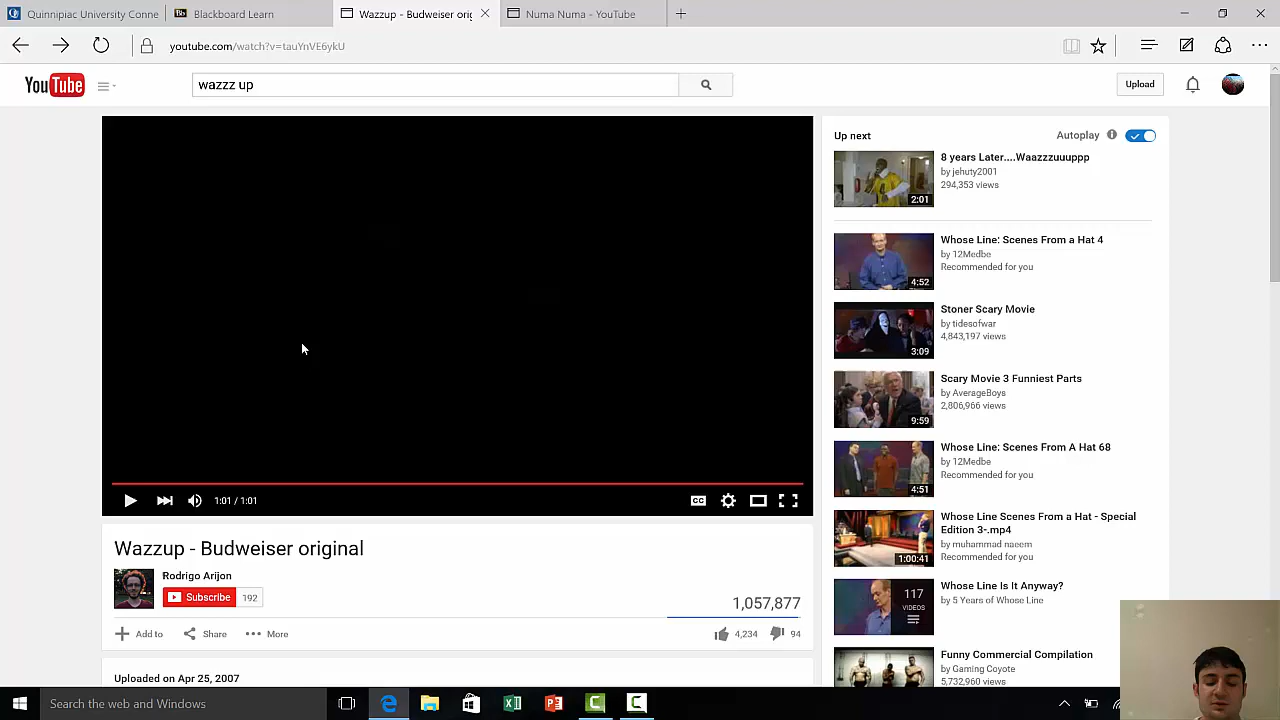 Quinnipiac University Conne
Blackboard Learn
Wazzup - Budweiser orig
Numa Numa - YouTube
youtube.com/watch?v=tauYnVE6ykU
YouTube
wazzz up
Upload
Up next
Autoplay
8 years Later....Waazzzuuuppp
by jehuty2001
294,353 views
2:01
Whose Line: Scenes From a Hat 4
by 12Medbe
Recommended for you
4:52
Stoner Scary Movie
by tidesofwar
4,843,197 views
3:09
Scary Movie 3 Funniest Parts
by AverageBoys
2,806,966 views
9:59
Whose Line: Scenes From A Hat 68
by 12Medbe
Recommended for you
4:51
Whose Line Scenes From a Hat - Special
Edition 3-.mp4
by muhammad naeem
Recommended for you
1:00:41
Whose Line Is It Anyway?
by 5 Years of Whose Line
117
VIDEOS
Funny Commercial Compilation
by Gaming Coyote
5,732,960 views
1:01 / 1:01
CC
Wazzup - Budweiser original
Rodrigo Arijon
Subscribe 192
1,057,877
Add to
Share
More
4,234
94
Uploaded on Apr 25, 2007
Search the web and Windows